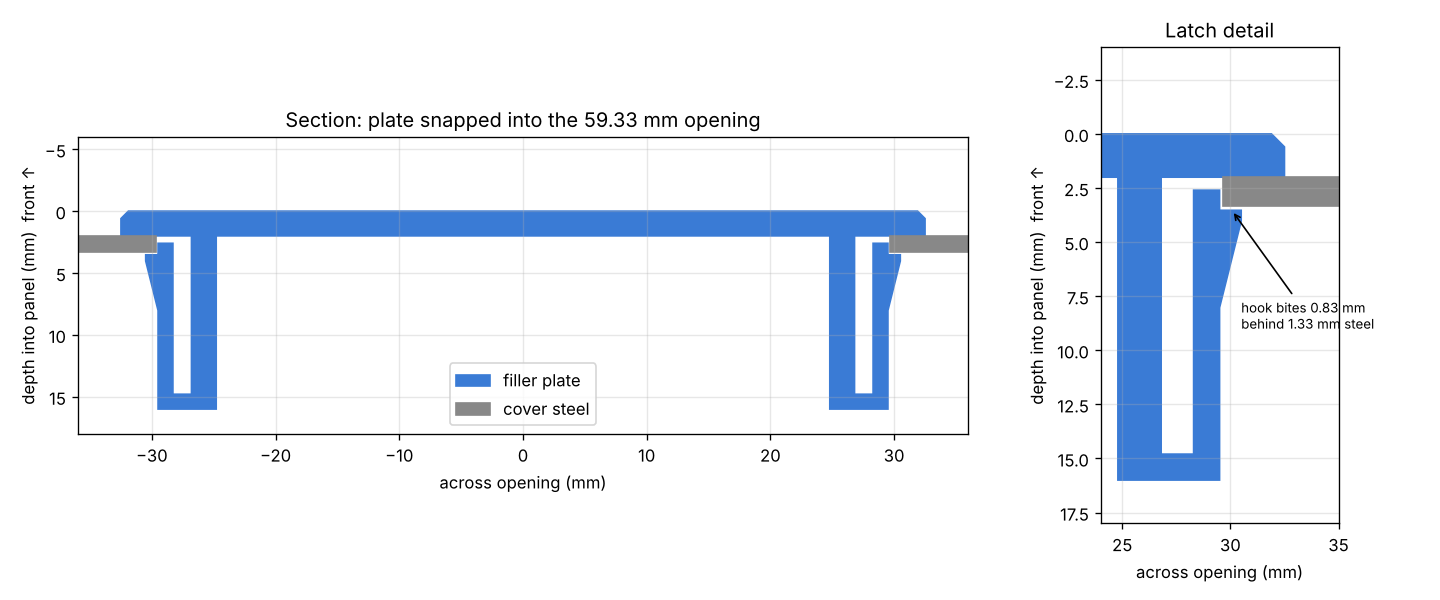 Section: plate snapped into the 59.33 mm opening
depth into panel (mm)  front ↑
−5
0
5
10
15
−30
−20
−10
0
10
20
30
across opening (mm)
filler plate
cover steel
Latch detail
depth into panel (mm)  front ↑
−2.5
0.0
2.5
5.0
7.5
10.0
12.5
15.0
17.5
25
30
35
across opening (mm)
hook bites 0.83 mm
behind 1.33 mm steel